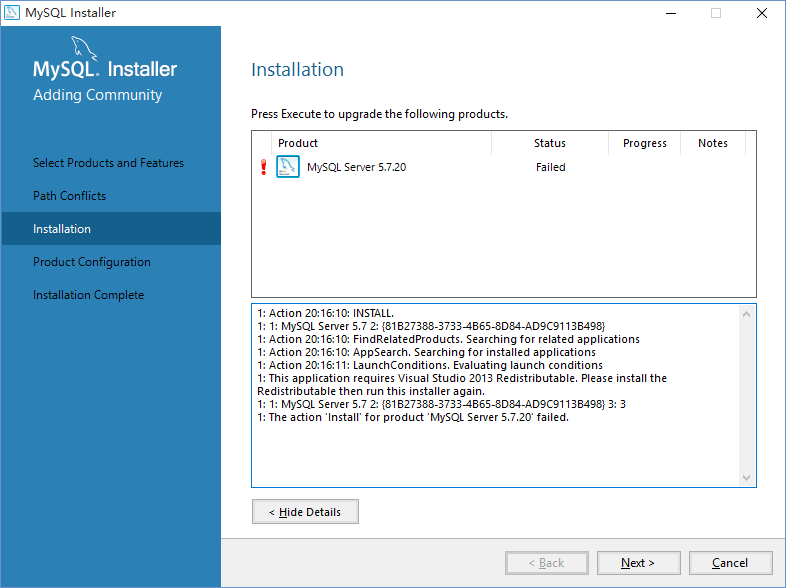 MySQL Installer
MySQL. Installer
Adding Community
Select Products and Features
Path Conflicts
Installation
Product Configuration
Installation Complete
Installation
Press Execute to upgrade the following products.
Product Status Progress Notes
MySQL Server 5.7.20 Failed
1: Action 20:16:10: INSTALL.
1: 1: MySQL Server 5.7 2: {81B27388-3733-4B65-8D84-AD9C9113B498}
1: Action 20:16:10: FindRelatedProducts. Searching for related applications
1: Action 20:16:10: AppSearch. Searching for installed applications
1: Action 20:16:11: LaunchConditions. Evaluating launch conditions
1: This application requires Visual Studio 2013 Redistributable. Please install the
Redistributable then run this installer again.
1: 1: MySQL Server 5.7 2: {81B27388-3733-4B65-8D84-AD9C9113B498} 3: 3
1: The action 'Install' for product 'MySQL Server 5.7.20' failed.
< Hide Details
< Back Next > Cancel